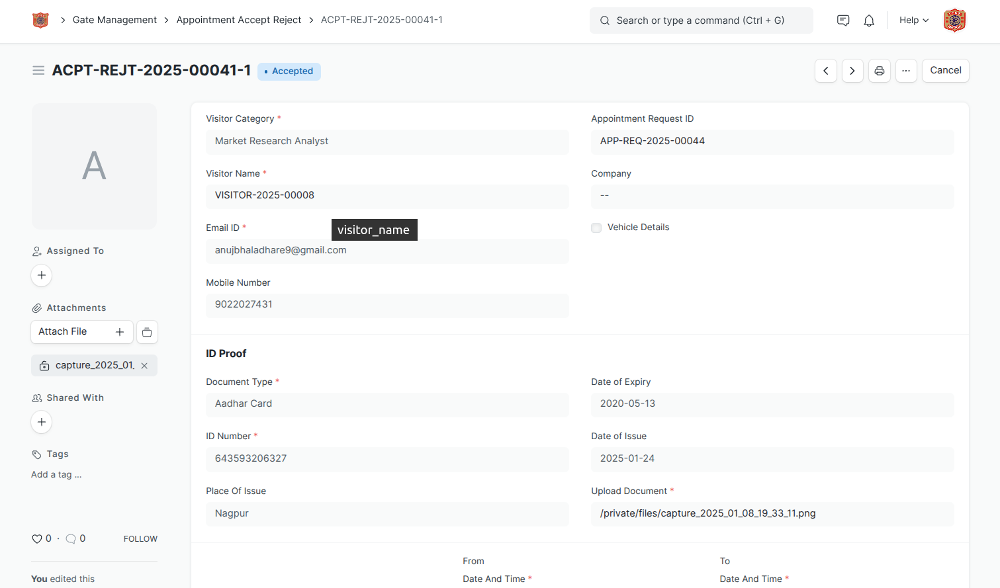 Gate Management
Appointment Accept Reject
ACPT-REJT-2025-00041-1
Search or type a command (Ctrl + G)
Help
ACPT-REJT-2025-00041-1
Accepted
...
Cancel
A
Assigned To
+
Attachments
Attach File +
capture_2025_01_
Shared With
+
Tags
Add a tag ...
0 · 0
FOLLOW
You edited this
Visitor Category *
Market Research Analyst
Visitor Name *
VISITOR-2025-00008
visitor_name
Email ID *
anujbhaladhare9@gmail.com
Mobile Number
9022027431
Appointment Request ID
APP-REQ-2025-00044
Company
--
Vehicle Details
ID Proof
Document Type *
Aadhar Card
ID Number *
643593206327
Place Of Issue
Nagpur
Date of Expiry
2020-05-13
Date of Issue
2025-01-24
Upload Document *
/private/files/capture_2025_01_08_19_33_11.png
From
Date And Time *
To
Date And Time *